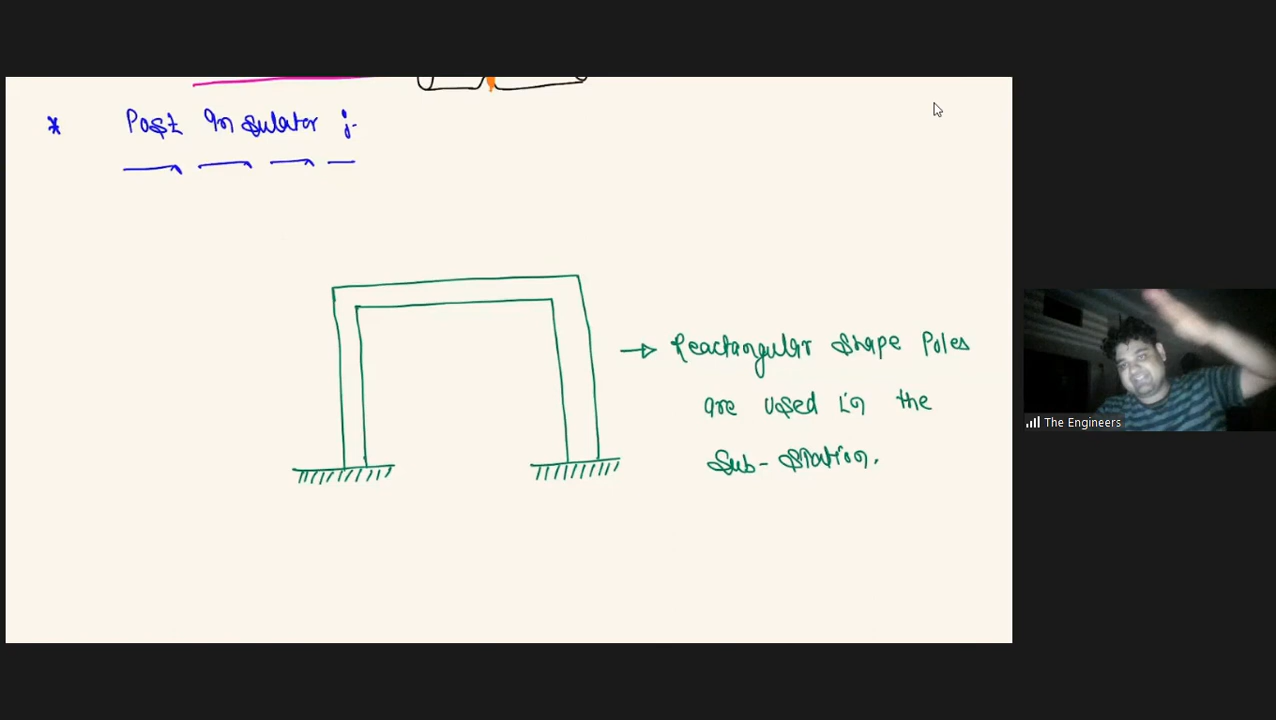 * Post Insulator :-
→ Reactangular shape Poles
are used in the
Sub-station.
The Engineers